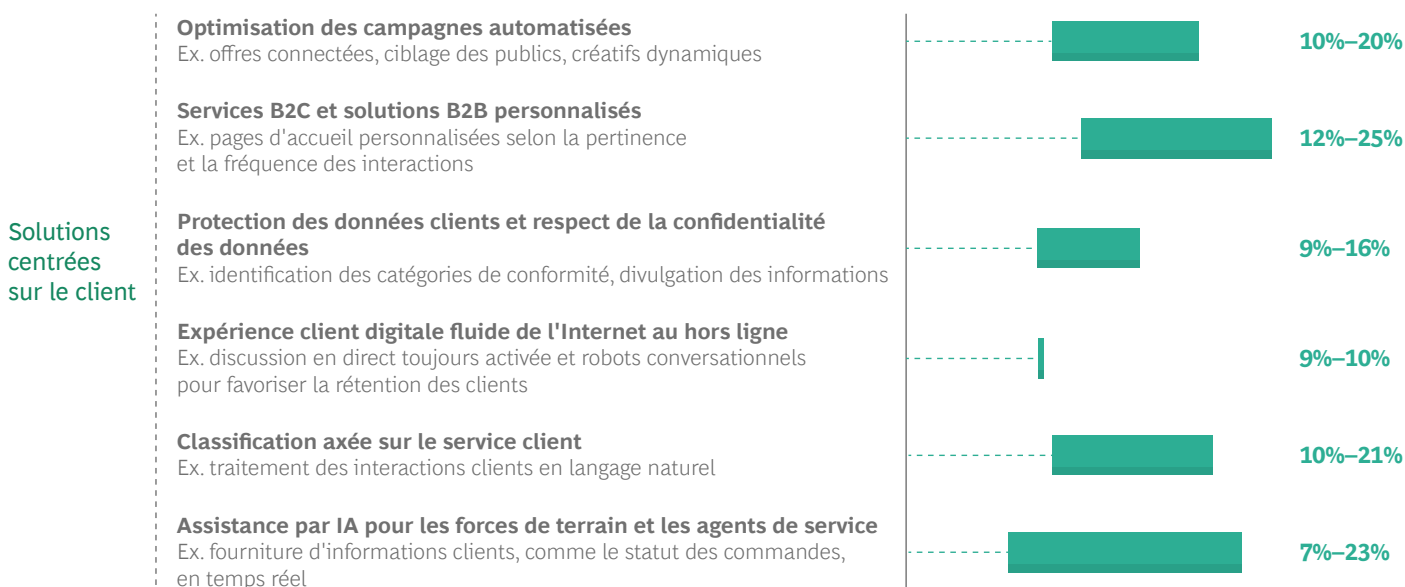 Optimisation des campagnes automatisées
Ex. offres connectées, ciblage des publics, créatifs dynamiques
10%–20%
Services B2C et solutions B2B personnalisés
Ex. pages d'accueil personnalisées selon la pertinence
et la fréquence des interactions
12%–25%
Solutions
centrées
sur le client
Protection des données clients et respect de la confidentialité
des données
Ex. identification des catégories de conformité, divulgation des informations
9%–16%
Expérience client digitale fluide de l'Internet au hors ligne
Ex. discussion en direct toujours activée et robots conversationnels
pour favoriser la rétention des clients
9%–10%
Classification axée sur le service client
Ex. traitement des interactions clients en langage naturel
10%–21%
Assistance par IA pour les forces de terrain et les agents de service
Ex. fourniture d'informations clients, comme le statut des commandes,
en temps réel
7%–23%